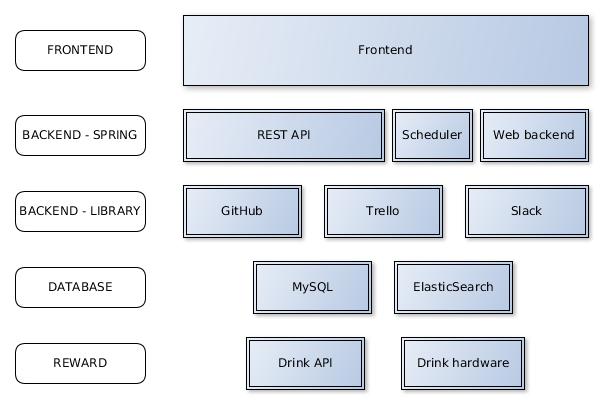 FRONTEND
Frontend
BACKEND - SPRING
REST API
Scheduler
Web backend
BACKEND - LIBRARY
GitHub
Trello
Slack
DATABASE
MySQL
ElasticSearch
REWARD
Drink API
Drink hardware